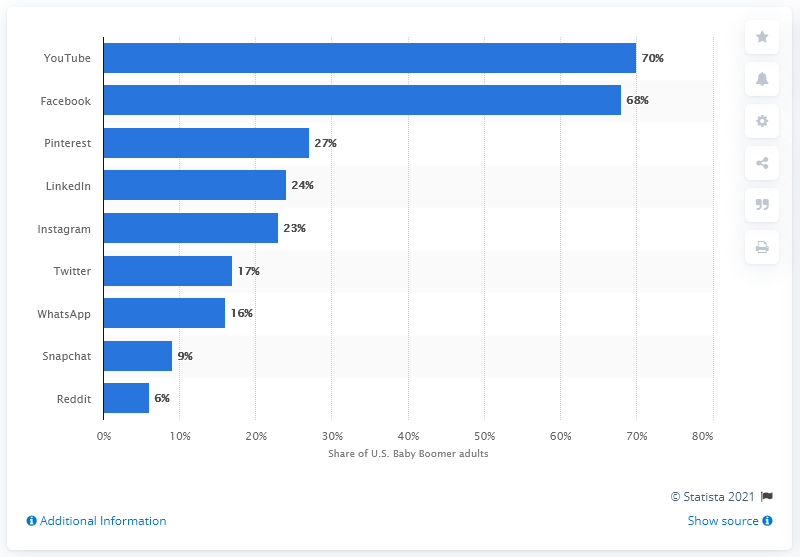 YouTube 70%
Facebook 68%
Pinterest 27%
LinkedIn 24%
Instagram 23%
Twitter 17%
WhatsApp 16%
Snapchat 9%
Reddit 6%
0% 10% 20% 30% 40% 50% 60% 70% 80%
Share of U.S. Baby Boomer adults
© Statista 2021
Additional Information Show source